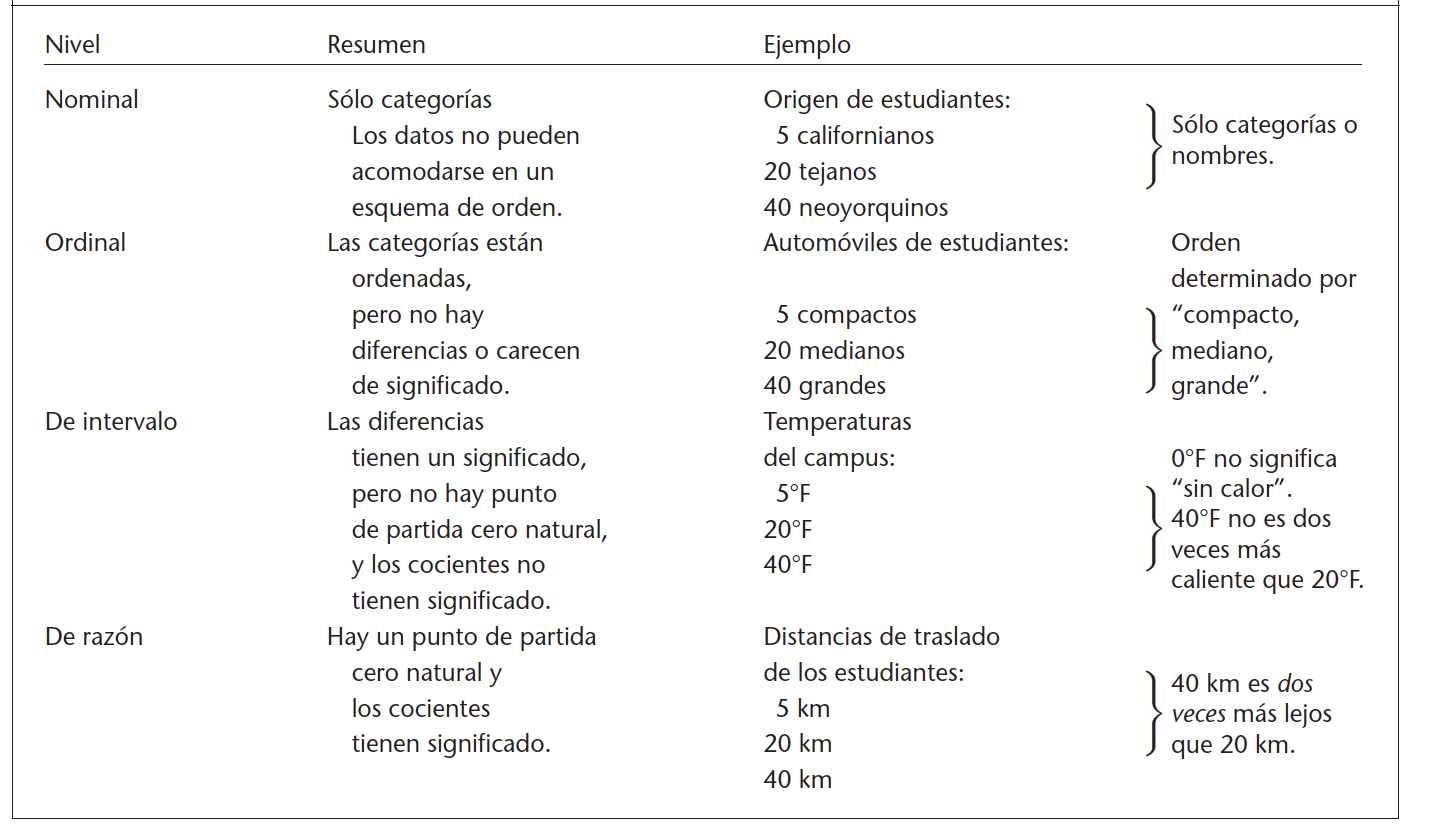 Nivel Resumen Ejemplo
Nominal Sólo categorías Origen de estudiantes:
Los datos no pueden 5 californianos Sólo categorías o
acomodarse en un 20 tejanos nombres.
esquema de orden. 40 neoyorquinos
Ordinal Las categorías están Automóviles de estudiantes: Orden
ordenadas, determinado por
pero no hay 5 compactos “compacto,
diferencias o carecen 20 medianos mediano,
de significado. 40 grandes grande”.
De intervalo Las diferencias Temperaturas
tienen un significado, del campus: 0°F no significa
pero no hay punto 5°F “sin calor”.
de partida cero natural, 20°F 40°F no es dos
y los cocientes no 40°F veces más
tienen significado. caliente que 20°F.
De razón Hay un punto de partida Distancias de traslado
cero natural y de los estudiantes: 40 km es dos
los cocientes 5 km veces más lejos
tienen significado. 20 km que 20 km.
40 km